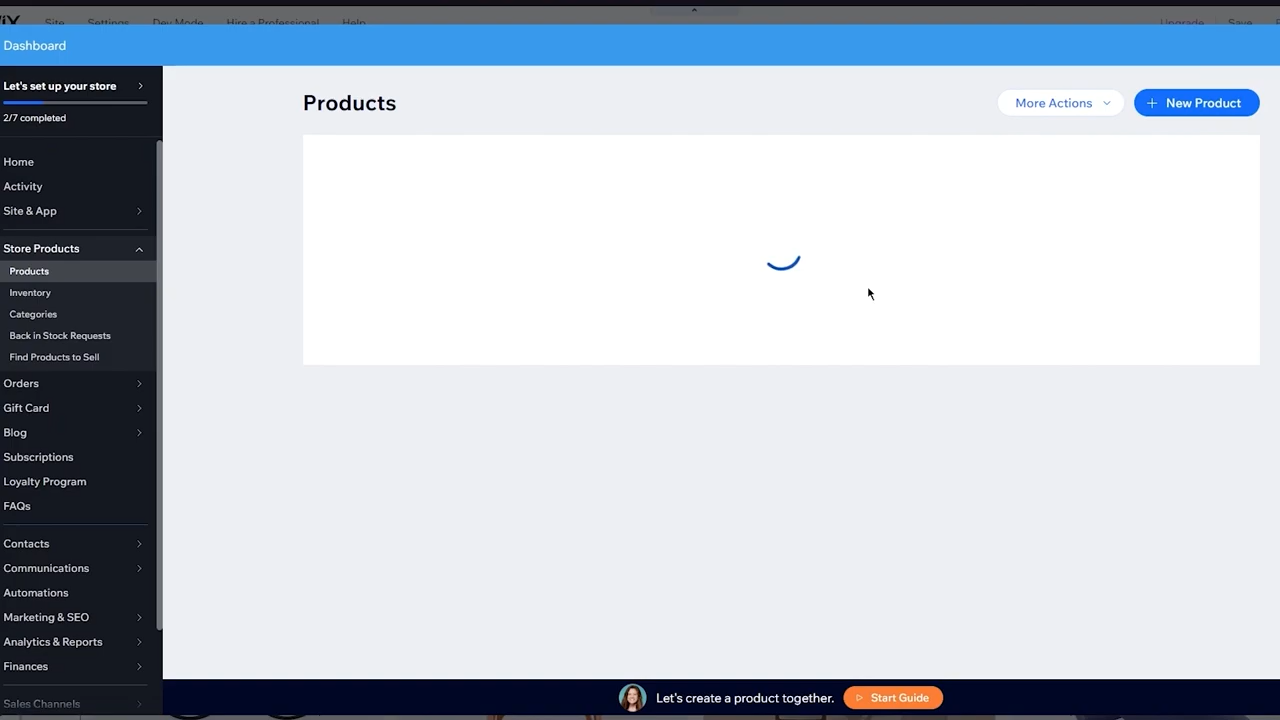 Site Settings Dev Mode Hire a Professional Help Upgrade Save
Dashboard
Let's set up your store
2/7 completed
Home
Activity
Site & App
Store Products
Products
Inventory
Categories
Back in Stock Requests
Find Products to Sell
Orders
Gift Card
Blog
Subscriptions
Loyalty Program
FAQs
Contacts
Communications
Automations
Marketing & SEO
Analytics & Reports
Finances
Sales Channels
Products
More Actions
+ New Product
Let's create a product together.
Start Guide